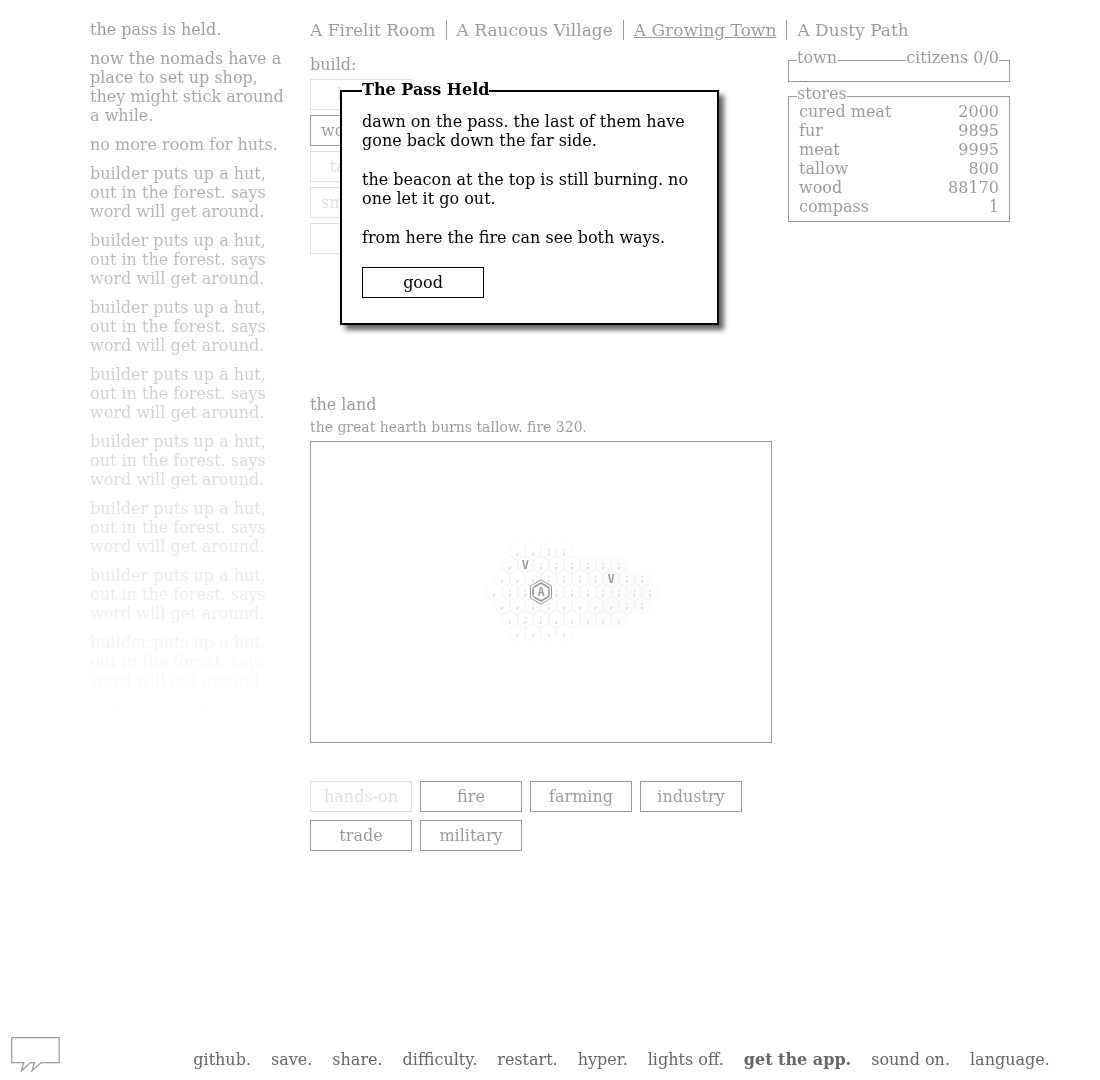 the pass is held.
now the nomads have a
place to set up shop,
they might stick around
a while.
no more room for huts.
builder puts up a hut,
out in the forest. says
word will get around.
builder puts up a hut,
out in the forest. says
word will get around.
builder puts up a hut,
out in the forest. says
word will get around.
builder puts up a hut,
out in the forest. says
word will get around.
builder puts up a hut,
out in the forest. says
word will get around.
builder puts up a hut,
out in the forest. says
word will get around.
builder puts up a hut,
out in the forest. says
word will get around.
builder puts up a hut,
out in the forest. says
word will get around.
A Firelit Room
A Raucous Village
A Growing Town
A Dusty Path
build:
The Pass Held
dawn on the pass. the last of them have
gone back down the far side.
the beacon at the top is still burning. no
one let it go out.
from here the fire can see both ways.
good
town citizens 0/0
stores
cured meat 2000
fur 9895
meat 9995
tallow 800
wood 88170
compass 1
the land
the great hearth burns tallow. fire 320.
V
V
A
hands-on
fire
farming
industry
trade
military
github. save. share. difficulty. restart. hyper. lights off. get the app. sound on. language.